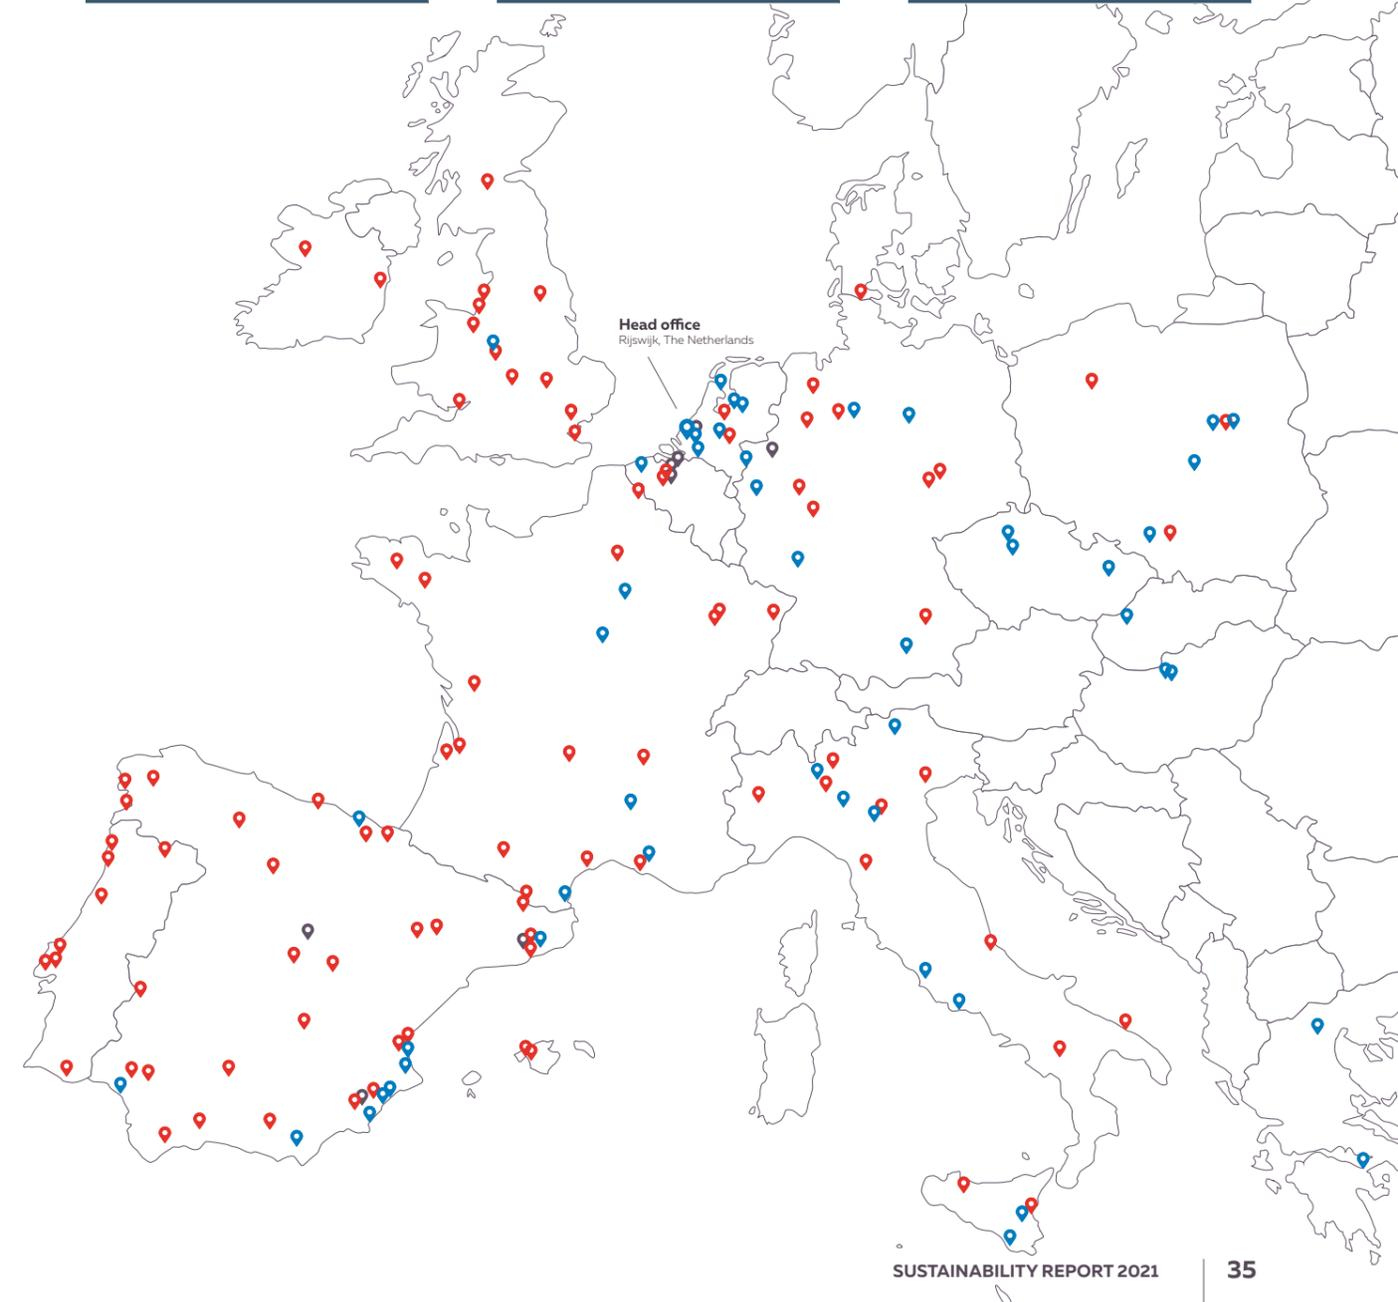 Head office
Rijswijk, The Netherlands
SUSTAINABILITY REPORT 2021
35